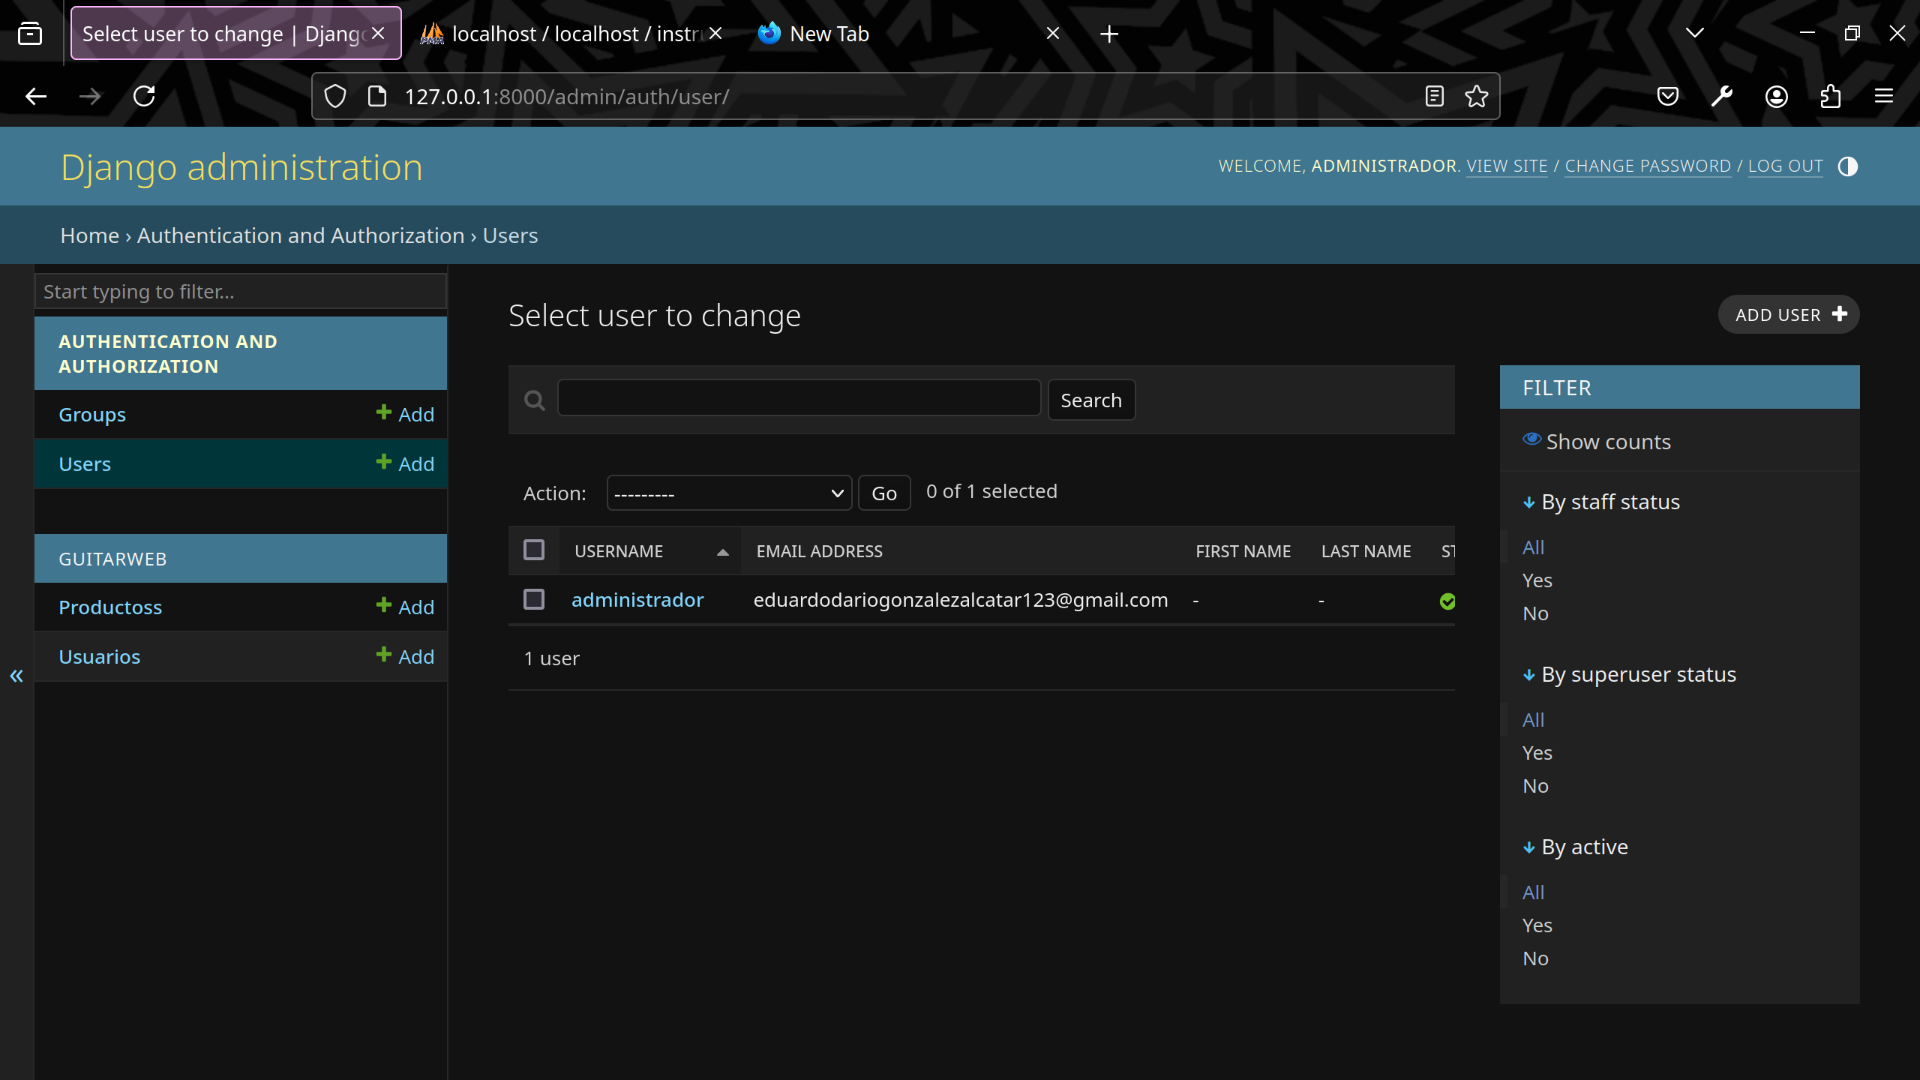 Select user to change | Djang
localhost / localhost / instr
New Tab
127.0.0.1:8000/admin/auth/user/
Django administration
WELCOME, ADMINISTRADOR. VIEW SITE / CHANGE PASSWORD / LOG OUT
Home › Authentication and Authorization › Users
Start typing to filter...
AUTHENTICATION AND
AUTHORIZATION
Groups
Add
Users
Add
GUITARWEB
Productoss
Add
Usuarios
Add
«
Select user to change
ADD USER
Search
Action:
---------
Go
0 of 1 selected
USERNAME
EMAIL ADDRESS
FIRST NAME
LAST NAME
ST
administrador
eduardodariogonzalezalcatar123@gmail.com
-
-
1 user
FILTER
Show counts
By staff status
All
Yes
No
By superuser status
All
Yes
No
By active
All
Yes
No